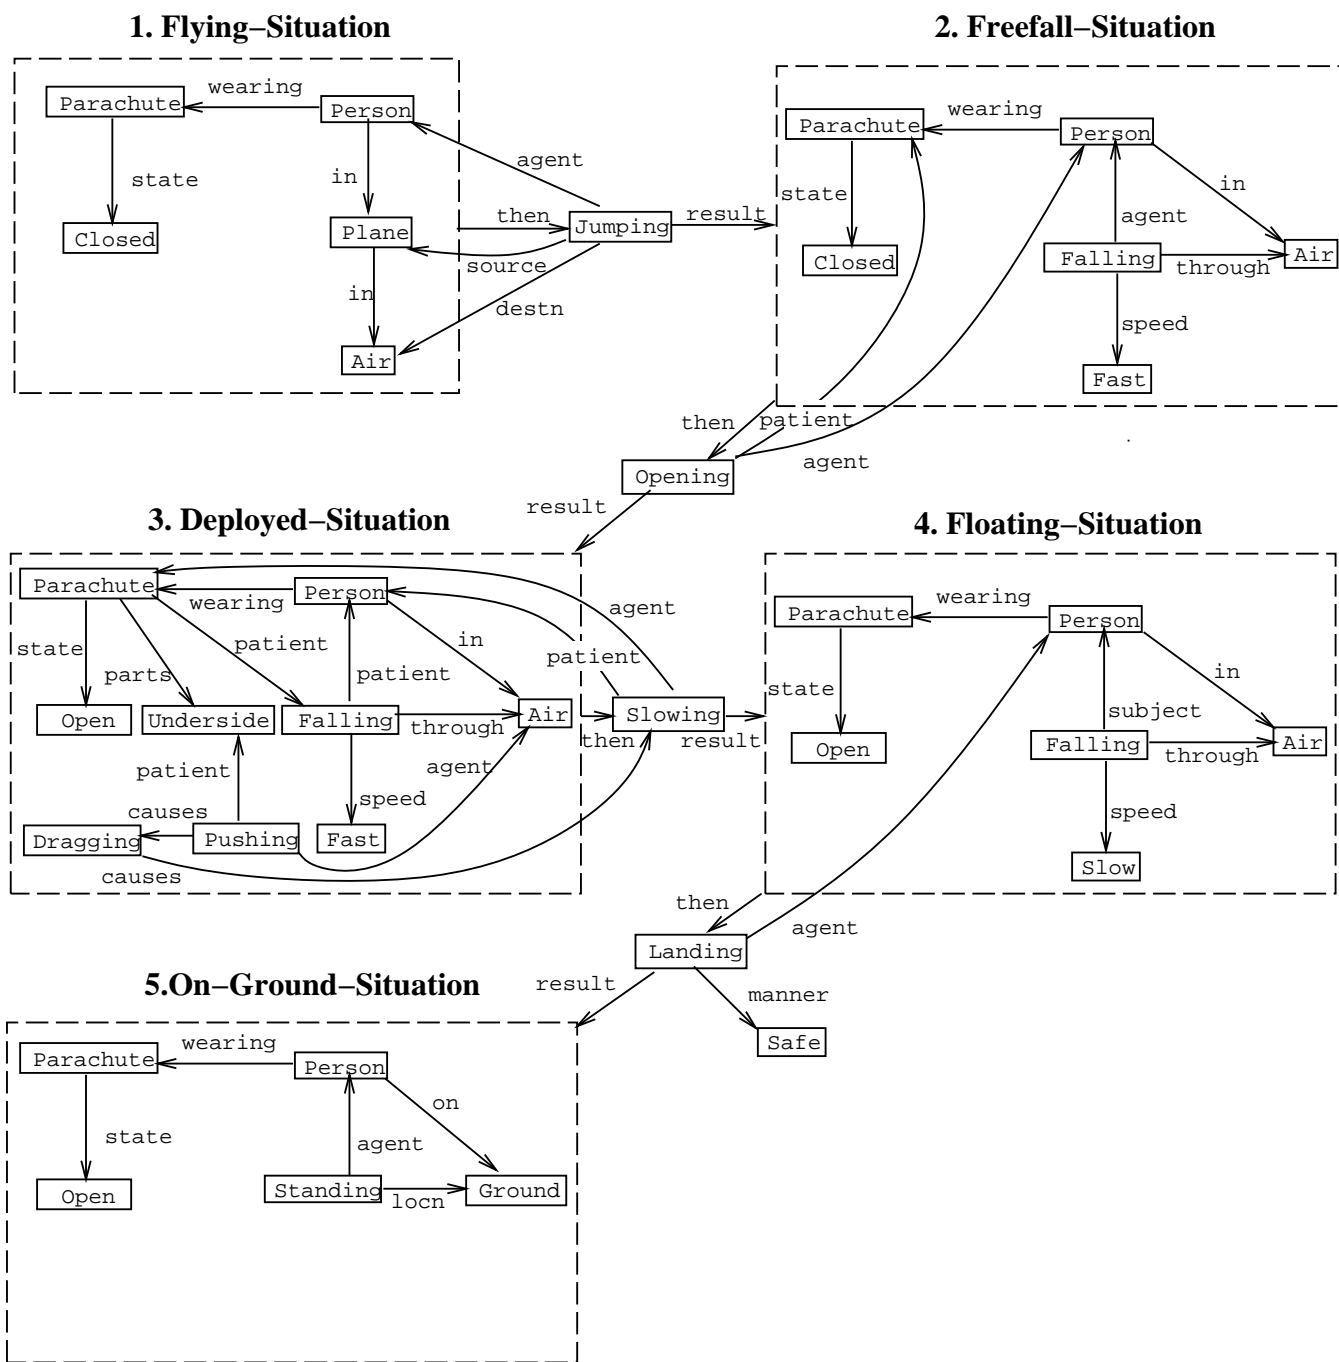 1. Flying–Situation
2. Freefall–Situation
Parachute
wearing
Person
state
in
Closed
Plane
in
Air
agent
then
Jumping
result
source
destn
Parachute
wearing
Person
state
in
agent
Closed
Falling
through
Air
speed
Fast
then
patient
agent
Opening
result
3. Deployed–Situation
4. Floating–Situation
Parachute
wearing
Person
agent
state
parts
patient
patient
in
patient
Open
Underside
Falling
through
Air
then
Slowing
result
patient
agent
speed
causes
Dragging
Pushing
Fast
causes
Parachute
wearing
Person
state
in
subject
Open
Falling
through
Air
speed
Slow
then
agent
Landing
result
manner
Safe
5.On–Ground–Situation
Parachute
wearing
Person
on
state
agent
Open
Standing
locn
Ground